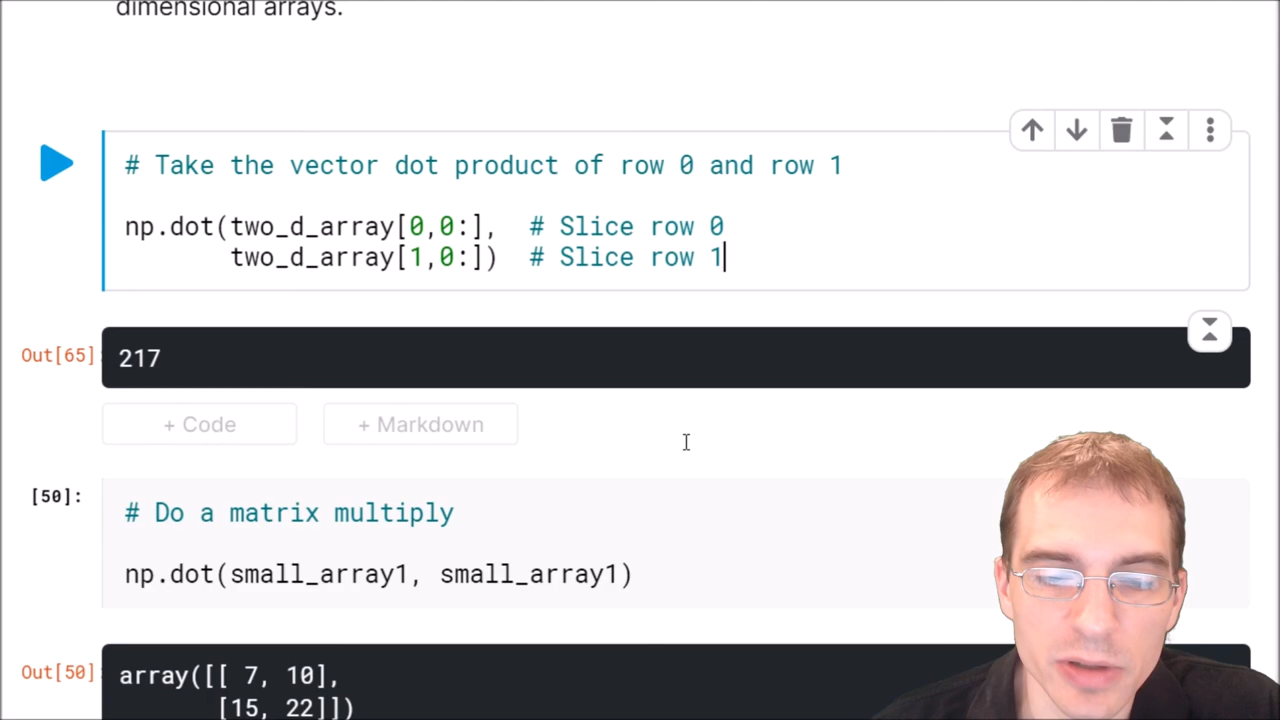 dimensional arrays.
# Take the vector dot product of row 0 and row 1
np.dot(two_d_array[0,0:],  # Slice row 0
two_d_array[1,0:])  # Slice row 1
Out[65]
217
+ Code
+ Markdown
[50]:
# Do a matrix multiply
np.dot(small_array1, small_array1)
Out[50]
array([[ 7, 10],
[15, 22]])